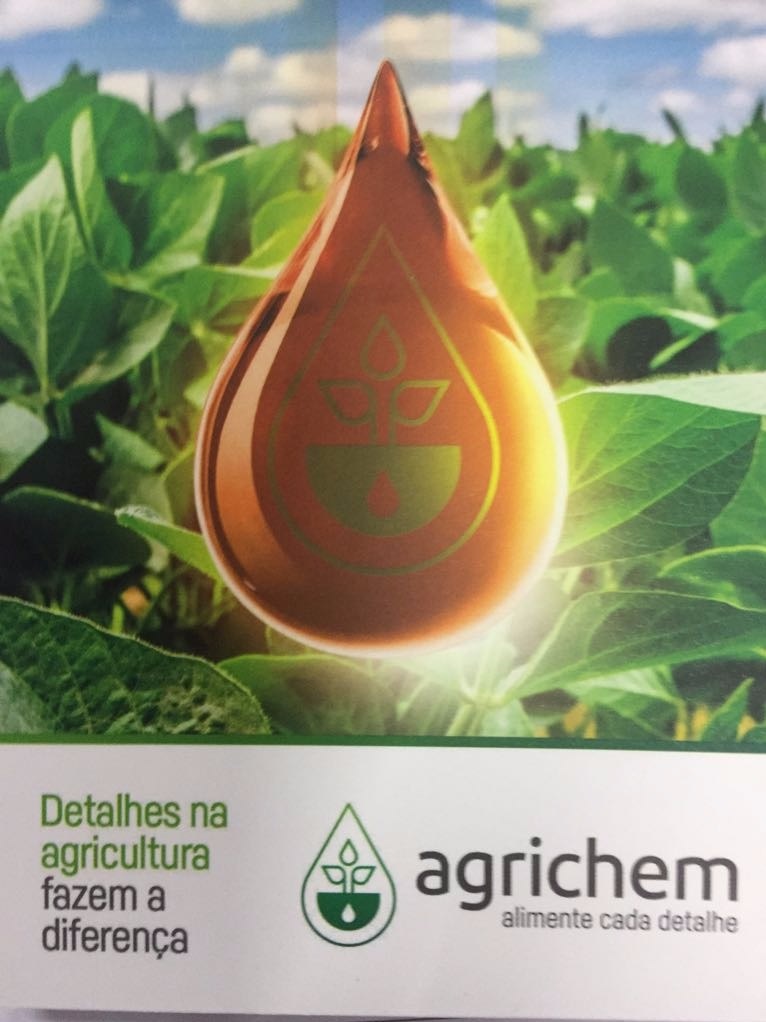 Detalhes na
agricultura
fazem a
diferença
agrichem
alimente cada detalhe